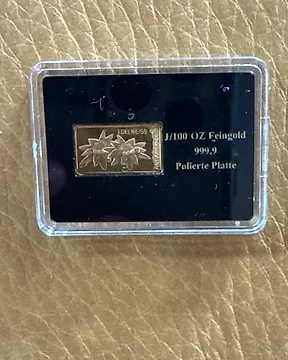 EDELWEISS
1/100 OZ Feingold
999,9
Polierte Platte